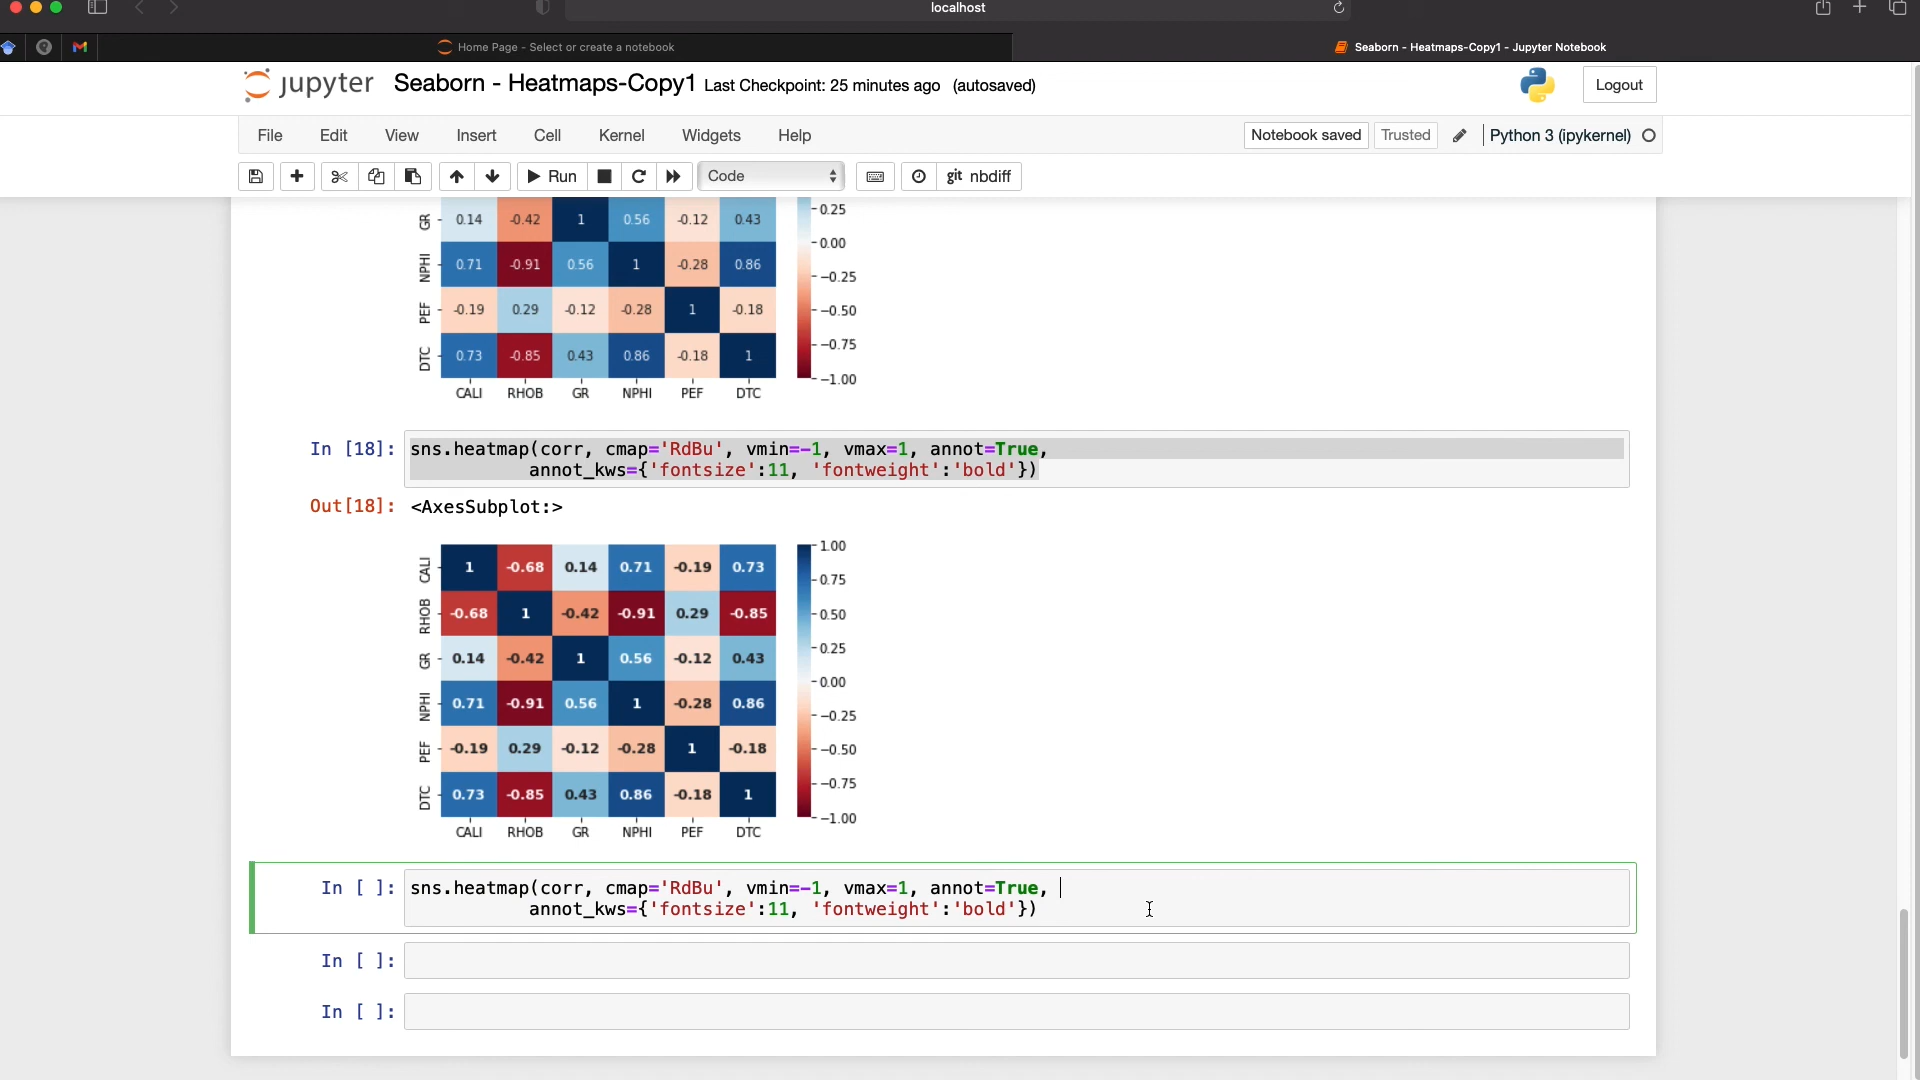 localhost
Home Page - Select or create a notebook
Seaborn - Heatmaps-Copy1 - Jupyter Notebook
jupyter Seaborn - Heatmaps-Copy1 Last Checkpoint: 25 minutes ago (autosaved)
Logout
File Edit View Insert Cell Kernel Widgets Help
Notebook saved Trusted Python 3 (ipykernel)
Run Code git nbdiff
GR 0.14 -0.42 1 0.56 -0.12 0.43
NPHI 0.71 -0.91 0.56 1 -0.28 0.86
PEF -0.19 0.29 -0.12 -0.28 1 -0.18
DTC 0.73 -0.85 0.43 0.86 -0.18 1
CALI RHOB GR NPHI PEF DTC
0.25
0.00
-0.25
-0.50
-0.75
-1.00
In [18]: sns.heatmap(corr, cmap='RdBu', vmin=-1, vmax=1, annot=True,
annot_kws={'fontsize':11, 'fontweight':'bold'})
Out[18]: <AxesSubplot:>
CALI 1 -0.68 0.14 0.71 -0.19 0.73
RHOB -0.68 1 -0.42 -0.91 0.29 -0.85
GR 0.14 -0.42 1 0.56 -0.12 0.43
NPHI 0.71 -0.91 0.56 1 -0.28 0.86
PEF -0.19 0.29 -0.12 -0.28 1 -0.18
DTC 0.73 -0.85 0.43 0.86 -0.18 1
CALI RHOB GR NPHI PEF DTC
1.00
0.75
0.50
0.25
0.00
-0.25
-0.50
-0.75
-1.00
In [ ]: sns.heatmap(corr, cmap='RdBu', vmin=-1, vmax=1, annot=True,
annot_kws={'fontsize':11, 'fontweight':'bold'})
In [ ]:
In [ ]: